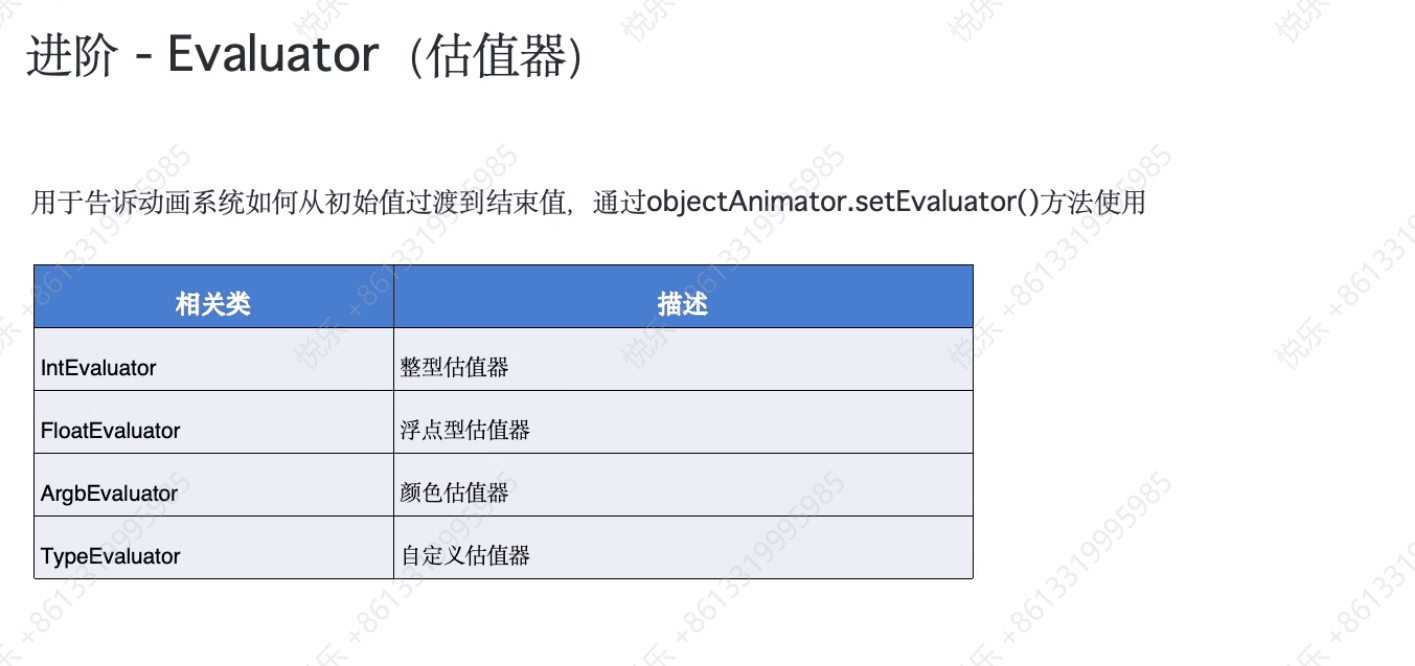 进阶 - Evaluator（估值器）
用于告诉动画系统如何从初始值过渡到结束值，通过objectAnimator.setEvaluator()方法使用
相关类 描述
IntEvaluator 整型估值器
FloatEvaluator 浮点型估值器
ArgbEvaluator 颜色估值器
TypeEvaluator 自定义估值器
悦乐 +8613319995985